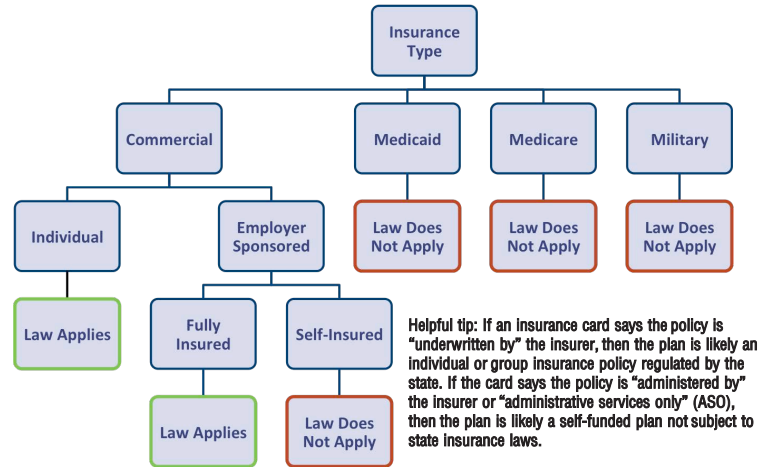 Insurance
Type
Commercial
Medicaid
Medicare
Military
Individual
Employer
Sponsored
Law Does
Not Apply
Law Does
Not Apply
Law Does
Not Apply
Law Applies
Fully
Insured
Self-Insured
Law Applies
Law Does
Not Apply
Helpful tip: If an insurance card says the policy is
“underwritten by” the insurer, then the plan is likely an
individual or group insurance policy regulated by the
state. If the card says the policy is “administered by”
the insurer or “administrative services only” (ASO),
then the plan is likely a self-funded plan not subject to
state insurance laws.